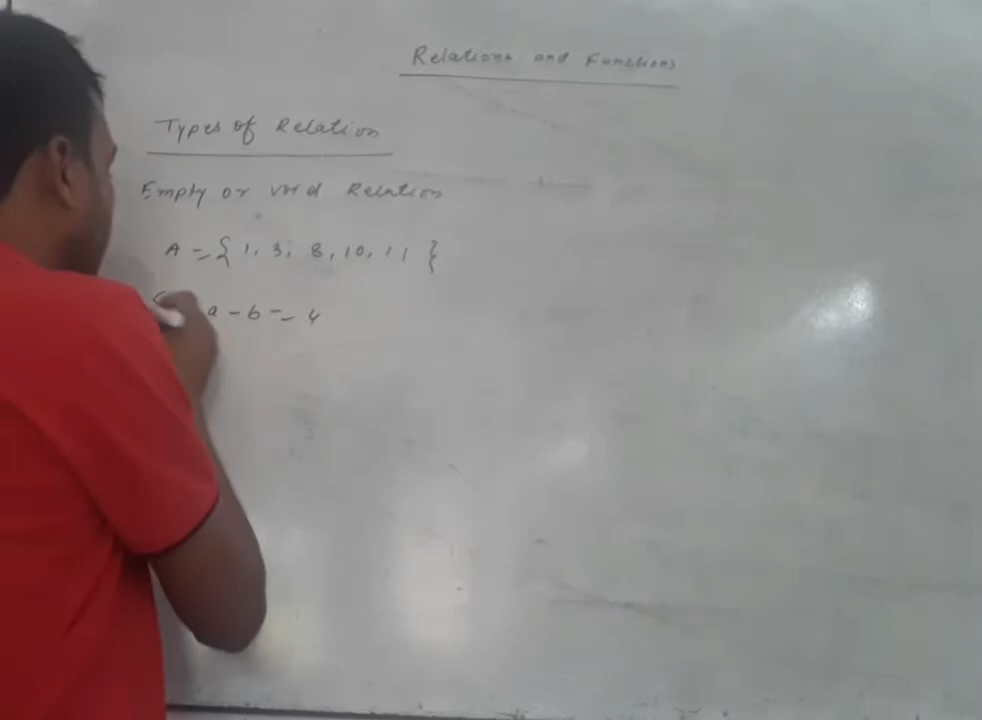 Relations and Functions
Types of Relation
Empty or void Relation
A = { 1, 3, 8, 10, 11 }
a - b = 4